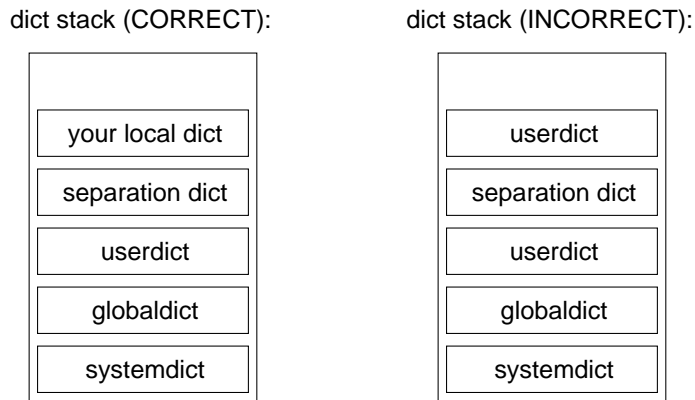 dict stack (CORRECT):
your local dict
separation dict
userdict
globaldict
systemdict
dict stack (INCORRECT):
userdict
separation dict
userdict
globaldict
systemdict